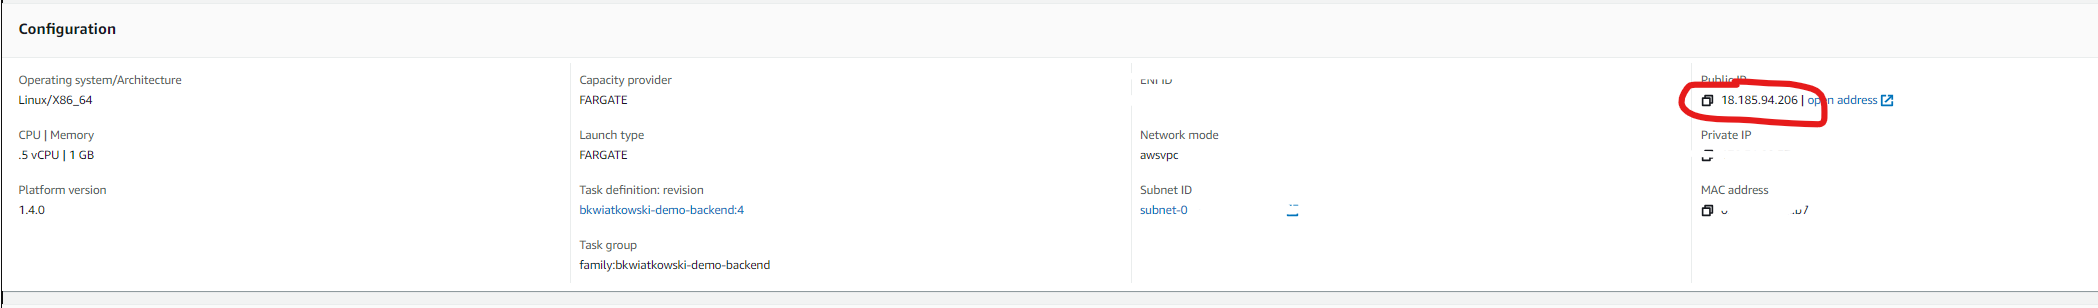 Configuration
Operating system/Architecture
Linux/X86_64
CPU | Memory
.5 vCPU | 1 GB
Platform version
1.4.0
Capacity provider
FARGATE
Launch type
FARGATE
Task definition: revision
bkwiatkowski-demo-backend:4
Task group
family:bkwiatkowski-demo-backend
ENI ID
Network mode
awsvpc
Subnet ID
subnet-0
Public IP
18.185.94.206 | open address
Private IP
MAC address